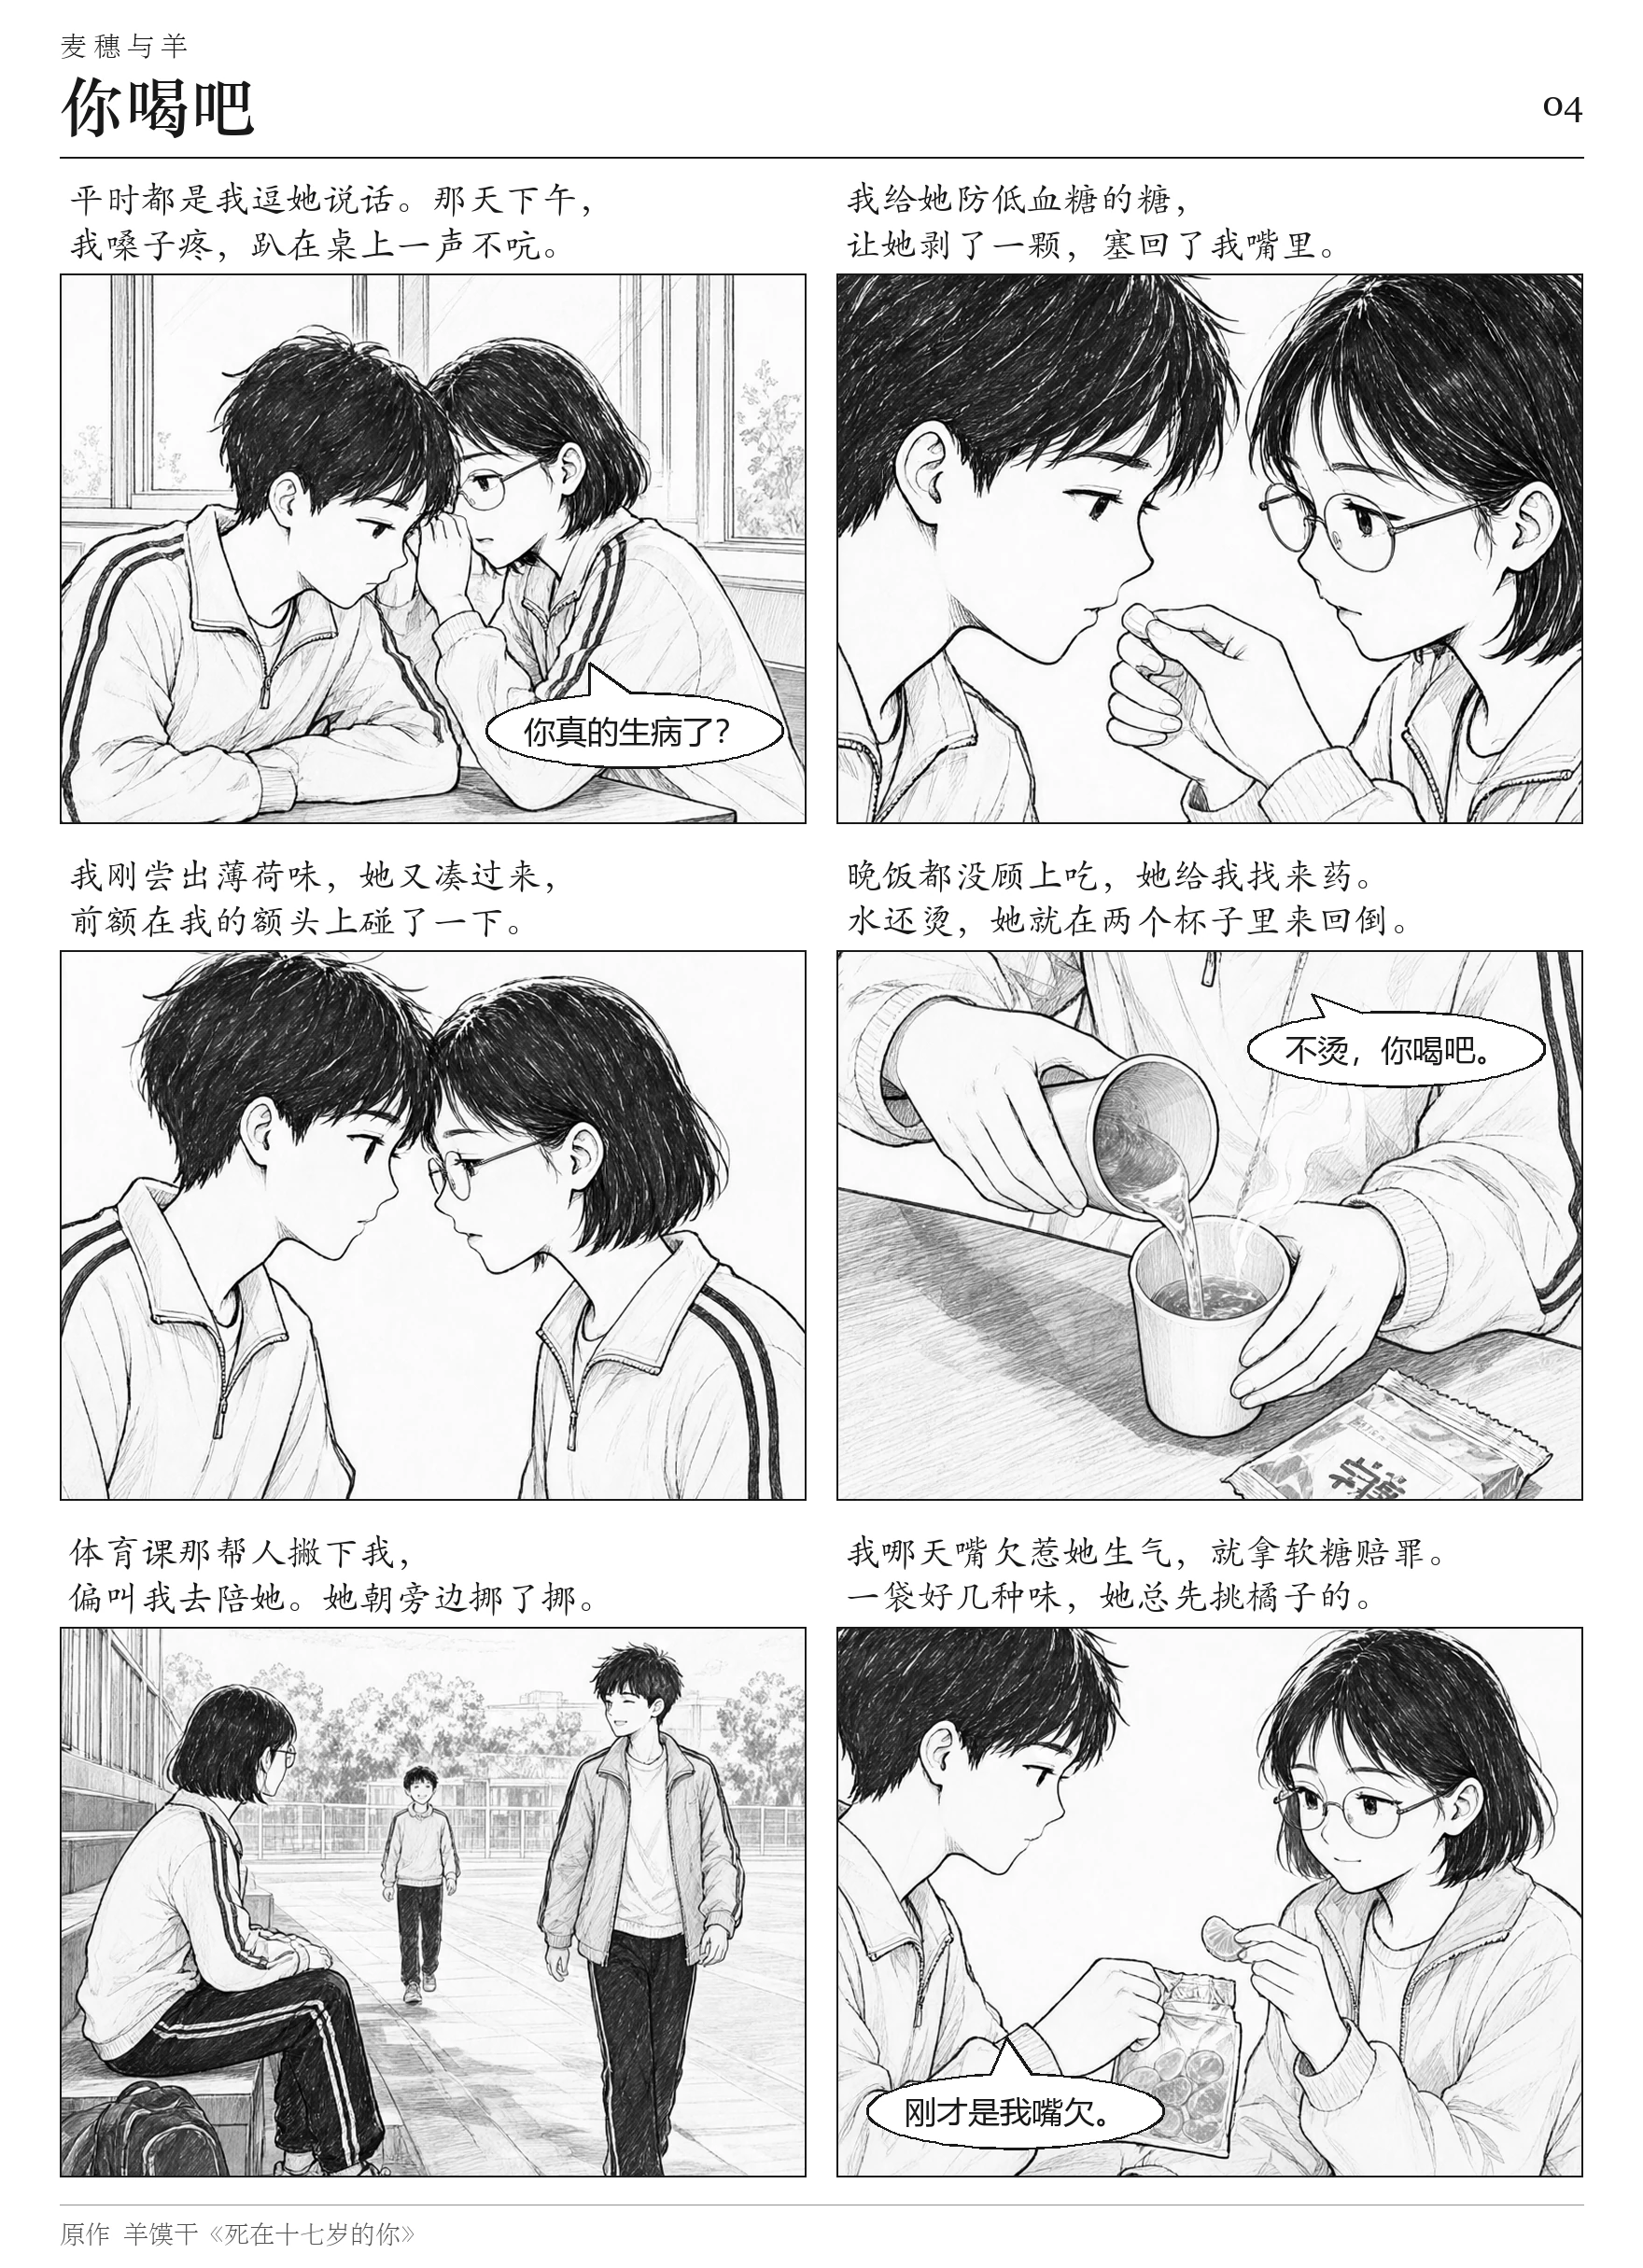 麦穗与羊
你喝吧
04
平时都是我逗她说话。那天下午，
我嗓子疼，趴在桌上一声不吭。
你真的生病了？
我给她防低血糖的糖，
让她剥了一颗，塞回了我嘴里。
我刚尝出薄荷味，她又凑过来，
前额在我的额头上碰了一下。
晚饭都没顾上吃，她给我找来药。
水还烫，她就在两个杯子里来回倒。
不烫，你喝吧。
体育课那帮人撇下我，
偏叫我去陪她。她朝旁边挪了挪。
我哪天嘴欠惹她生气，就拿软糖赔罪。
一袋好几种味，她总先挑橘子的。
刚才是我嘴欠。
原作 羊馍干《死在十七岁的你》